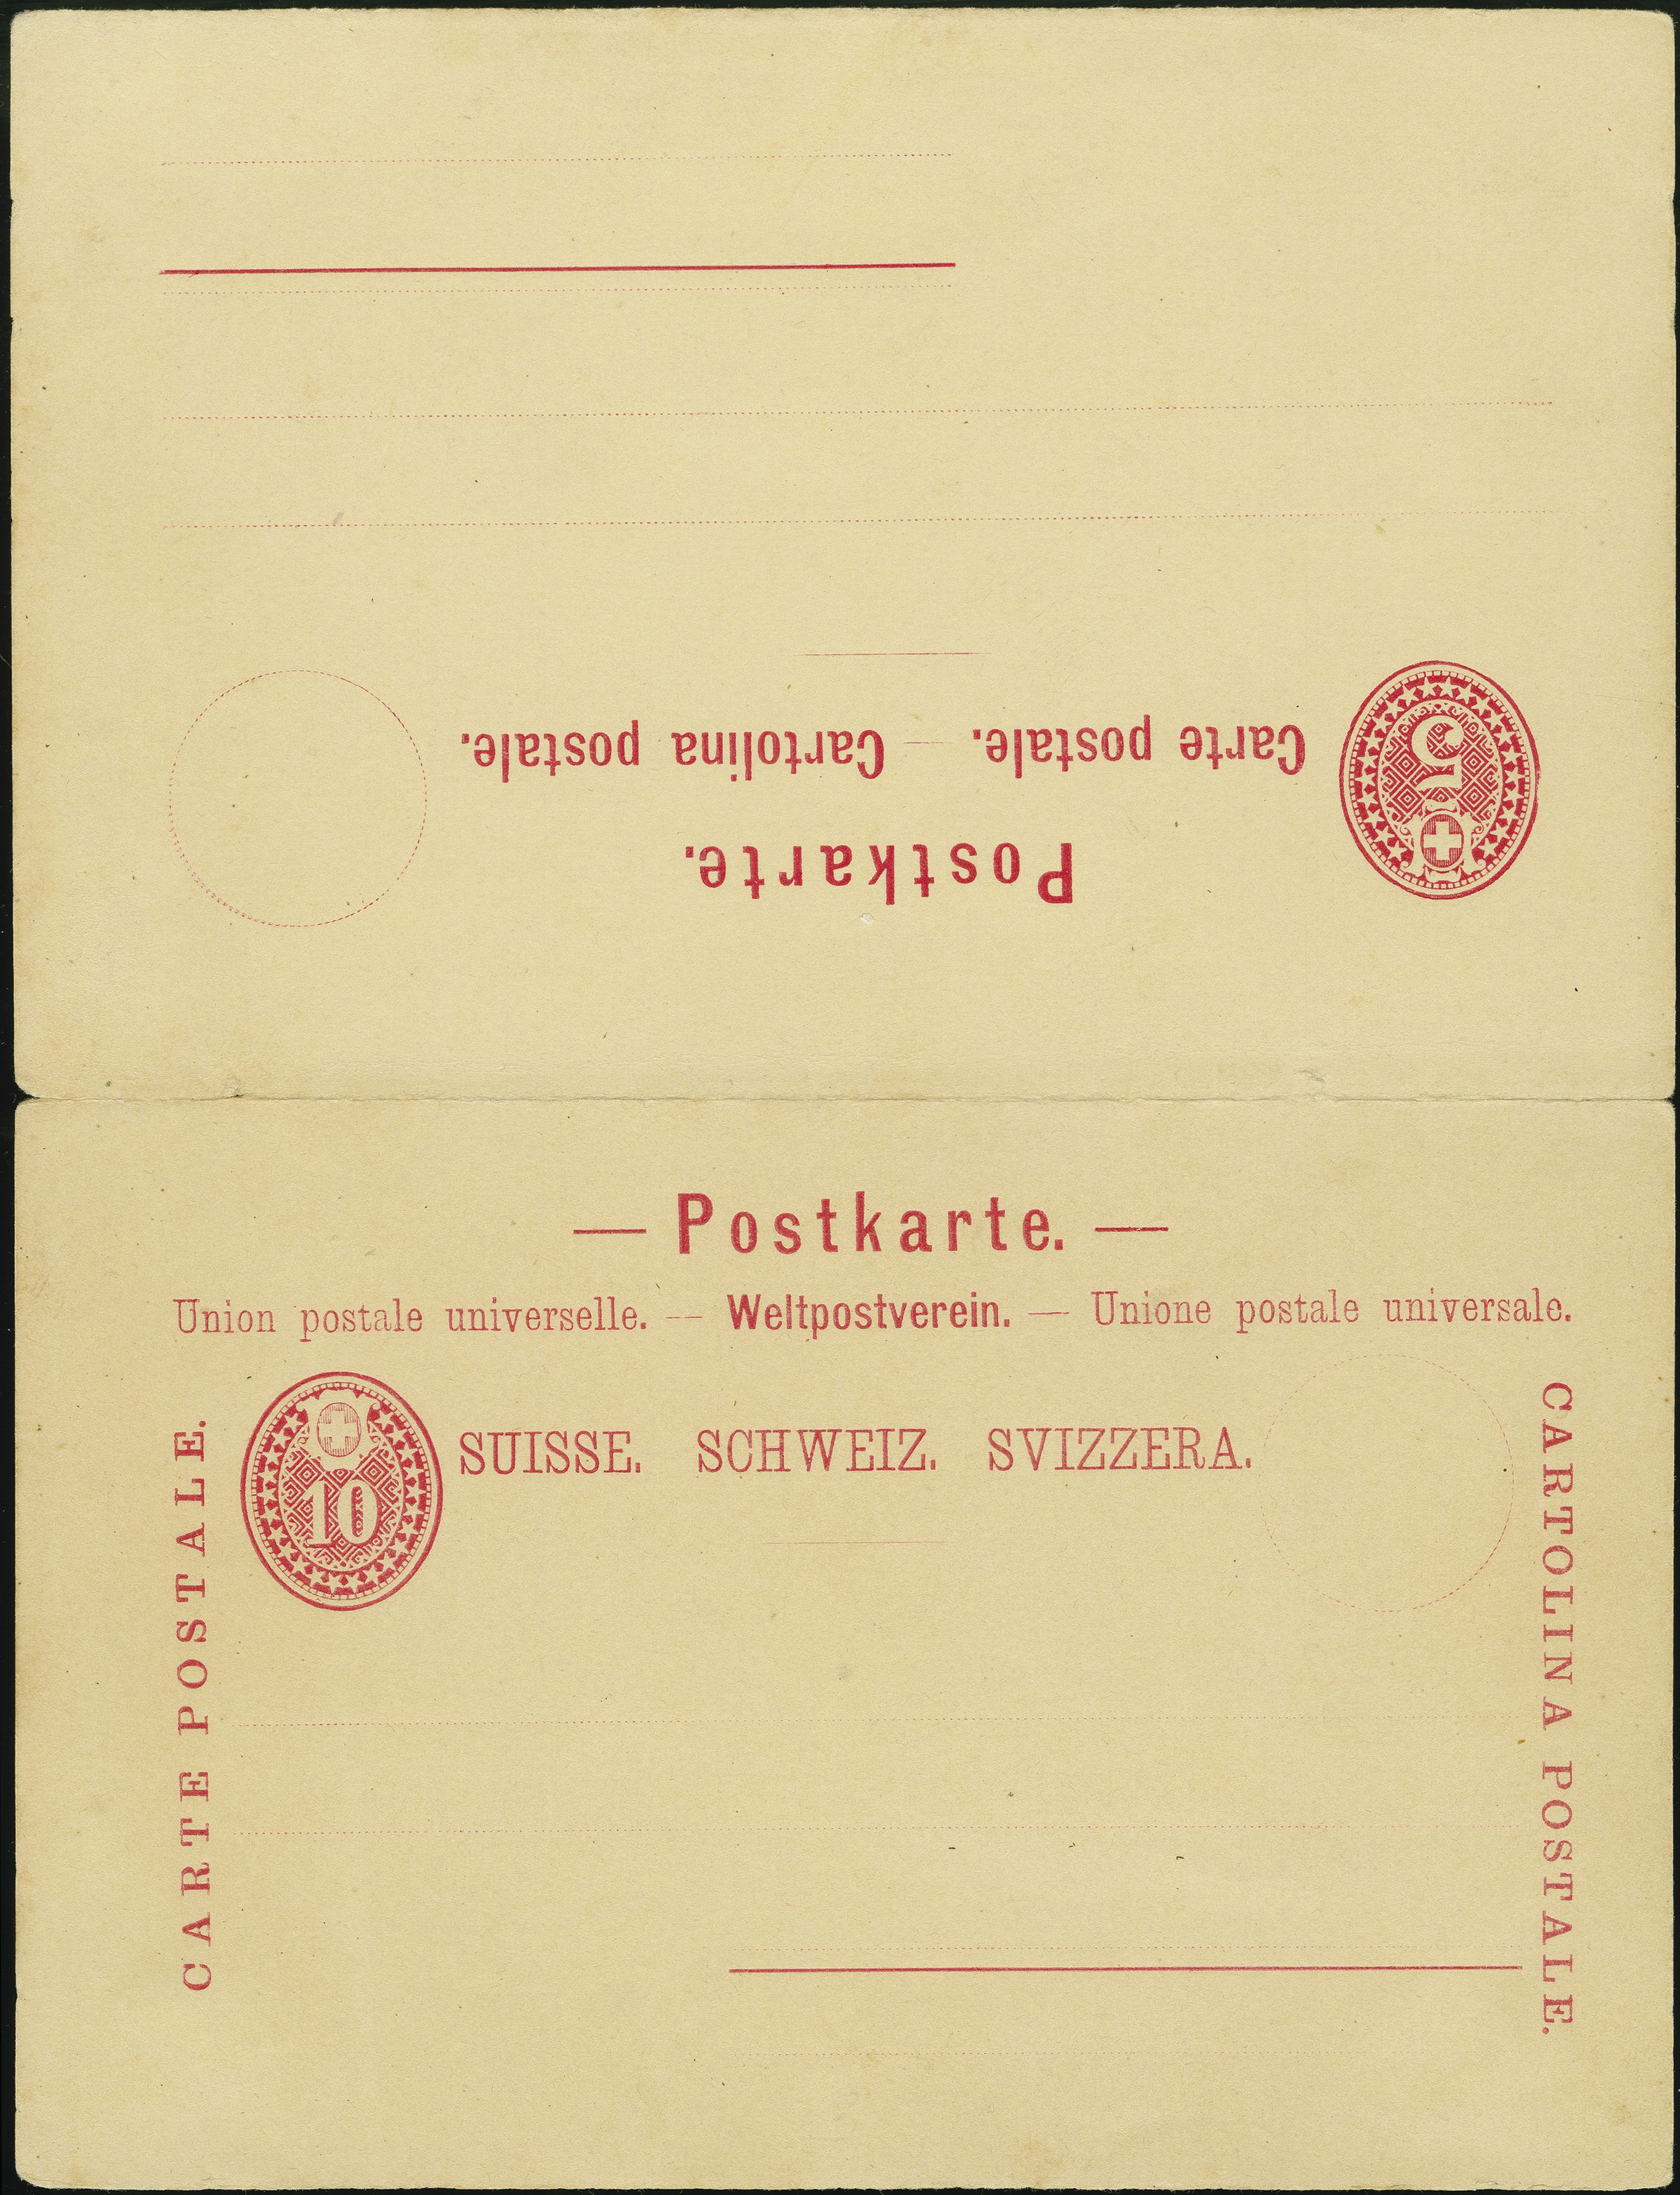 Postkarte.
Carte postale. — Cartolina postale.
5
— Postkarte. —
Union postale universelle. — Weltpostverein. — Unione postale universale.
10
SUISSE. SCHWEIZ. SVIZZERA.
CARTE POSTALE.
CARTOLINA POSTALE.